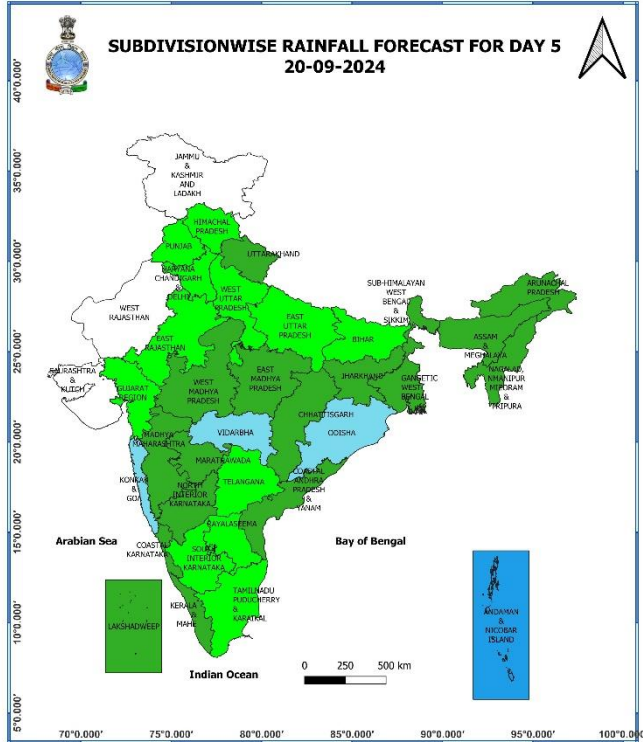 SUBDIVISIONWISE RAINFALL FORECAST FOR DAY 5
20-09-2024
40°0.000'
35°0.000'
30°0.000'
25°0.000'
20°0.000'
15°0.000'
10°0.000'
5°0.000'
JAMMU
&
KASHMIR
AND
LADAKH
HIMACHAL
PRADESH
PUNJAB
UTTARAKHAND
HARYANA
CHANDIGARH
&
DELHI
WEST
UTTAR
PRADESH
WEST
RAJASTHAN
EAST
RAJASTHAN
EAST
UTTAR
PRADESH
BIHAR
SUB-HIMALAYAN
WEST
BENGAL
&
SIKKIM
ARUNACHAL
PRADESH
ASSAM
&
MEGHALAYA
NAGALAD,
NMANIPUR
MIZORAM
&
TRIPURA
SAURASHTRA
&
KUTCH
GUJARAT
REGION
WEST
MADHYA
PRADESH
EAST
MADHYA
PRADESH
JHARKHAND
GANGETIC
WEST
BENGAL
CHHATISGARH
ODISHA
VIDARBHA
MADHYA
MAHARASHTRA
MARATHWADA
KONKAN
&
GOA
TELANGANA
COASTAL
ANDHRA
PRADESH
&
YANAM
NORTH
INTERIOR
KARNATAKA
RAYALASEEMA
COASTAL
KARNATAKA
SOUTH
INTERIOR
KARNATAKA
TAMILNADU
PUDUCHERRY
&
KARAIKAL
KERALA
MAHE
LAKSHADWEEP
ANDAMAN
&
NICOBAR
ISLAND
Arabian Sea
Bay of Bengal
Indian Ocean
0 250 500 km
70°0.000' 75°0.000' 80°0.000' 85°0.000' 90°0.000' 95°0.000' 100°0.000'